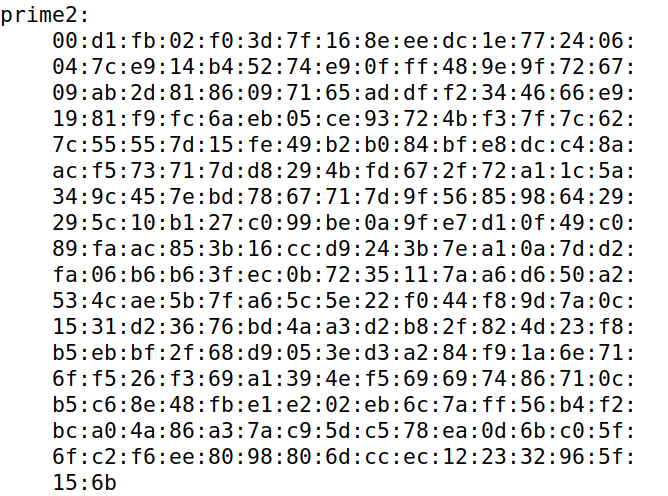 prime2:
00:d1:fb:02:f0:3d:7f:16:8e:ee:dc:1e:77:24:06:
04:7c:e9:14:b4:52:74:e9:0f:ff:48:9e:9f:72:67:
09:ab:2d:81:86:09:71:65:ad:df:f2:34:46:66:e9:
19:81:f9:fc:6a:eb:05:ce:93:72:4b:f3:7f:7c:62:
7c:55:55:7d:15:fe:49:b2:b0:84:bf:e8:dc:c4:8a:
ac:f5:73:71:7d:d8:29:4b:fd:67:2f:72:a1:1c:5a:
34:9c:45:7e:bd:78:67:71:7d:9f:56:85:98:64:29:
29:5c:10:b1:27:c0:99:be:0a:9f:e7:d1:0f:49:c0:
89:fa:ac:85:3b:16:cc:d9:24:3b:7e:a1:0a:7d:d2:
fa:06:b6:b6:3f:ec:0b:72:35:11:7a:a6:d6:50:a2:
53:4c:ae:5b:7f:a6:5c:5e:22:f0:44:f8:9d:7a:0c:
15:31:d2:36:76:bd:4a:a3:d2:b8:2f:82:4d:23:f8:
b5:eb:bf:2f:68:d9:05:3e:d3:a2:84:f9:1a:6e:71:
6f:f5:26:f3:69:a1:39:4e:f5:69:69:74:86:71:0c:
b5:c6:8e:48:fb:e1:e2:02:eb:6c:7a:ff:56:b4:f2:
bc:a0:4a:86:a3:7a:c9:5d:c5:78:ea:0d:6b:c0:5f:
6f:c2:f6:ee:80:98:80:6d:cc:ec:12:23:32:96:5f:
15:6b